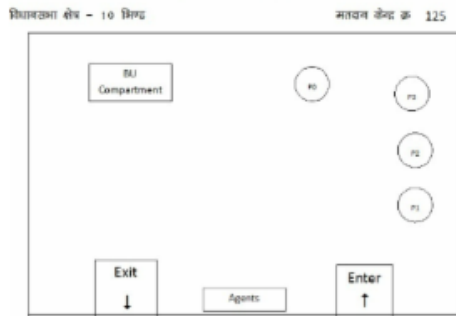 विधानसभा क्षेत्र - 10 भिण्ड
मतदान केन्द्र क्र 125
BU
Compartment
P0
P3
P2
P1
Exit
↓
Agents
Enter
↑